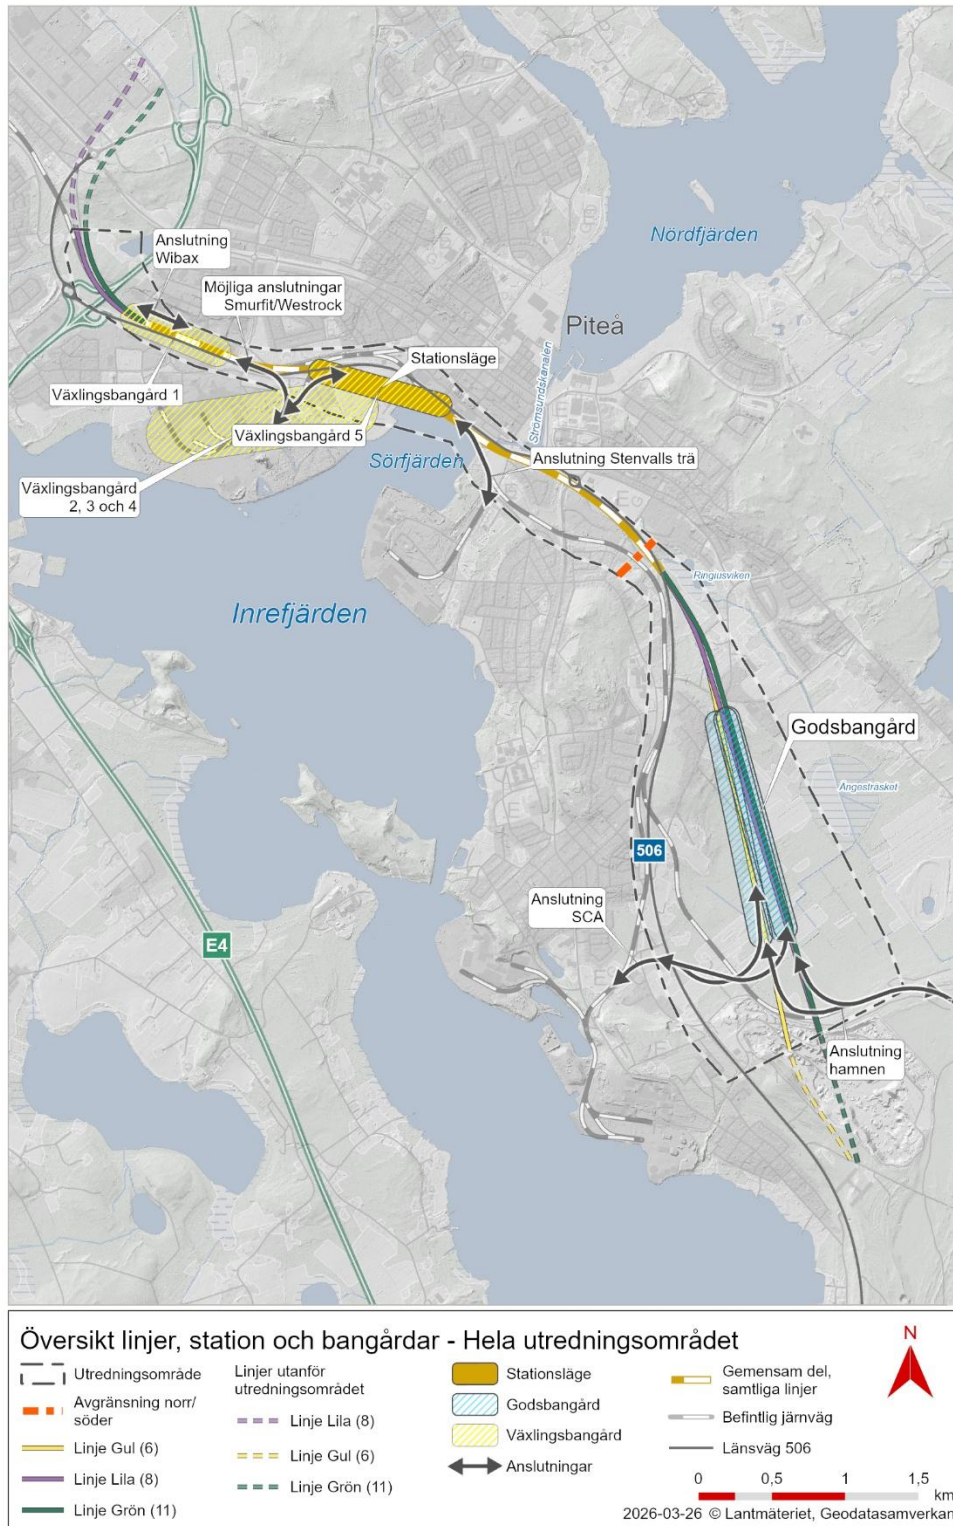 Nördfjärden
Anslutning
Wibax
Möjliga anslutningar
Smurfit/Westrock
Piteå
Stationsläge
Strömsundskanalen
Växlingsbangård 1
Växlingsbangård 5
Sörfjärden
Anslutning Stenvalls trä
Växlingsbangård
2, 3 och 4
Ringiusviken
Inrefjärden
Godsbangård
Ångesträsket
506
Anslutning
SCA
E4
Anslutning
hamnen
Översikt linjer, station och bangårdar - Hela utredningsområdet
Utredningsområde
Avgränsning norr/
söder
Linje Gul (6)
Linje Lila (8)
Linje Grön (11)
Linjer utanför
utredningsområdet
Linje Lila (8)
Linje Gul (6)
Linje Grön (11)
Stationsläge
Godsbangård
Växlingsbangård
Anslutningar
Gemensam del,
samtliga linjer
Befintlig järnväg
Länsväg 506
N
0 0,5 1 1,5
km
2026-03-26 © Lantmäteriet, Geodatasamverkan